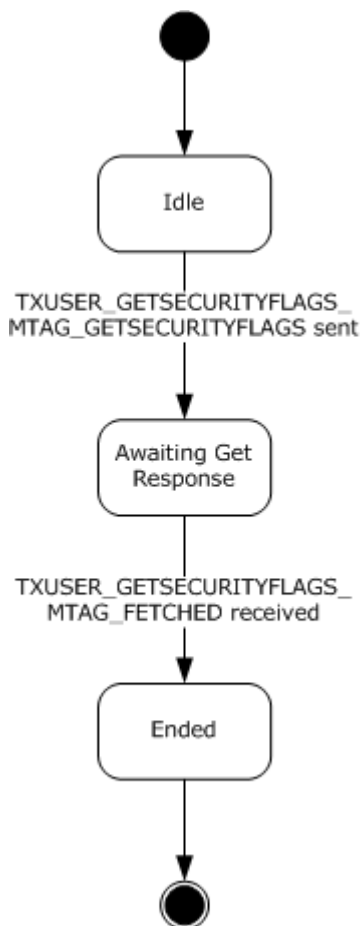 Idle
TXUSER_GETSECURITYFLAGS_
MTAG_GETSECURITYFLAGS sent
Awaiting Get
Response
TXUSER_GETSECURITYFLAGS_
MTAG_FETCHED received
Ended